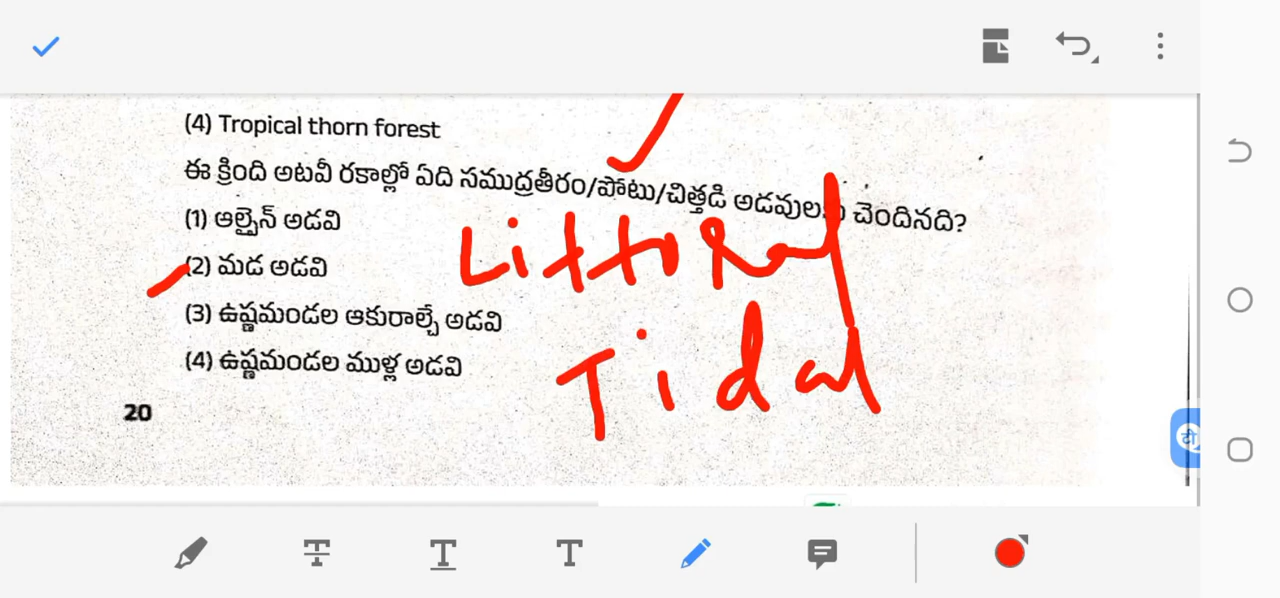 (4) Tropical thorn forest
ఈ క్రింది అటవీ రకాల్లో ఏది సముద్రతీరం/పోటు/చిత్తడి అడవులకు చెందినది?
(1) ఆల్పైన్ అడవి
(2) మడ అడవి
Littoral
(3) ఉష్ణమండల ఆకురాల్చే అడవి
(4) ఉష్ణమండల ముళ్ల అడవి
Tidal
20